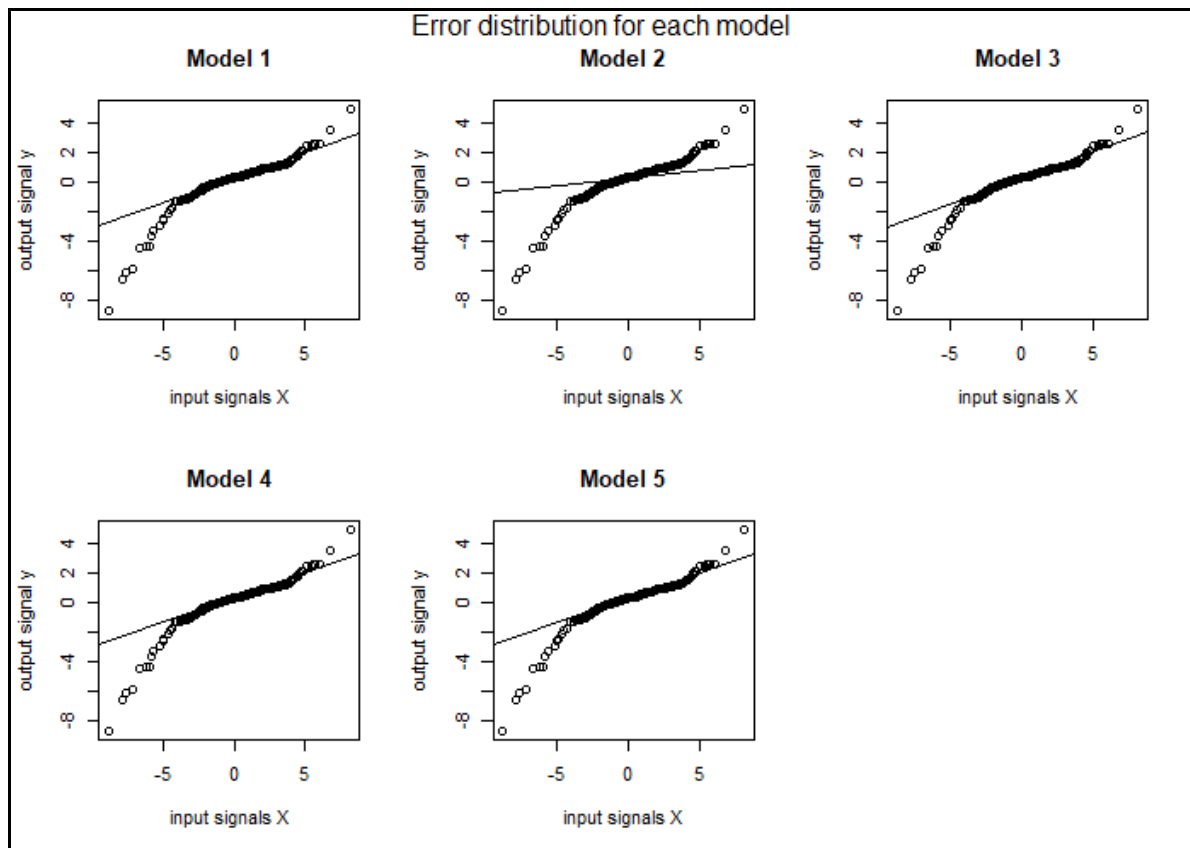 Error distribution for each model
Model 1
output signal y
4
2
0
-4
-8
-5 0 5
input signals X
Model 2
output signal y
4
2
0
-4
-8
-5 0 5
input signals X
Model 3
output signal y
4
2
0
-4
-8
-5 0 5
input signals X
Model 4
output signal y
4
2
0
-4
-8
-5 0 5
input signals X
Model 5
output signal y
4
2
0
-4
-8
-5 0 5
input signals X